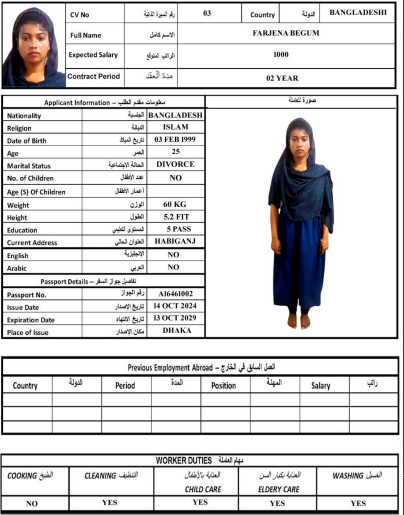 CV No رقم السيرة الذاتية 03 Country الدولة BANGLADESHI
Full Name الاسم كامل FARJENA BEGUM
Expected Salary الراتب المتوقع 1000
Contract Period مدة العقد 02 YEAR
Applicant Information – معلومات مقدم الطلب
صورة للعاملة
Nationality الجنسية BANGLADESH
Religion الديانة ISLAM
Date of Birth تاريخ الميلاد 03 FEB 1999
Age العمر 25
Marital Status الحالة الاجتماعية DIVORCE
No. of Children عدد الأطفال NO
Age (S) Of Children أعمار الأطفال
Weight الوزن 60 KG
Height الطول 5.2 FIT
Education المستوى التعليمي 5 PASS
Current Address العنوان الحالي HABIGANJ
English الإنجليزية NO
Arabic العربي NO
Passport Details – تفاصيل جواز السفر
Passport No. رقم الجواز A16461002
Issue Date تاريخ الإصدار 14 OCT 2024
Expiration Date تاريخ الانتهاء 13 OCT 2029
Place of Issue مكان الإصدار DHAKA
Previous Employment Abroad – العمل السابق في الخارج
Country الدولة Period المدة Position المهنة Salary راتب
WORKER DUTIES مهام العاملة
COOKING الطبخ CLEANING التنظيف العناية بالأطفال العناية بكبار السن WASHING الغسيل
CHILD CARE ELDERY CARE
NO YES YES YES YES